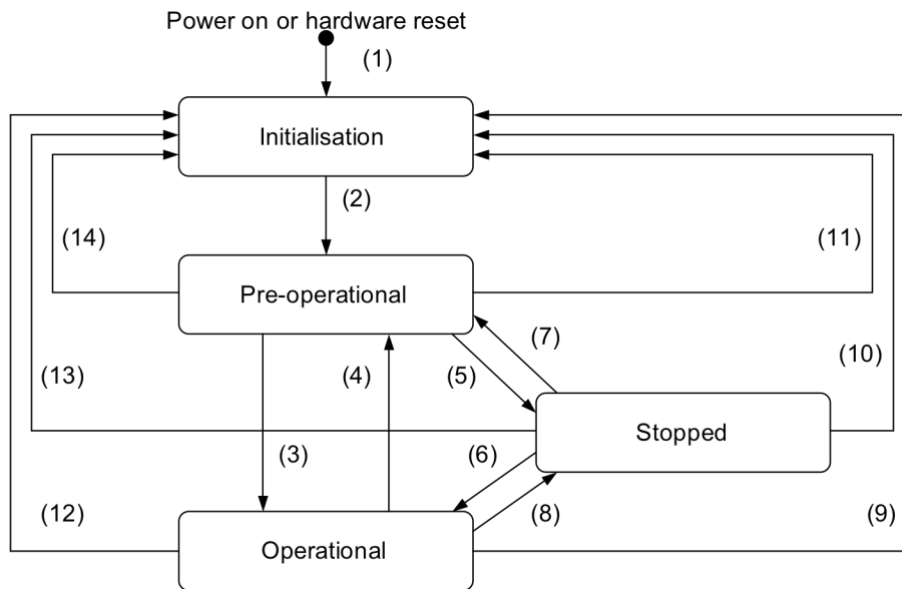 Power on or hardware reset
(1)
Initialisation
(2)
(14)
(11)
Pre-operational
(7)
(13)
(4)
(5)
(10)
Stopped
(3)
(6)
(12)
(8)
(9)
Operational